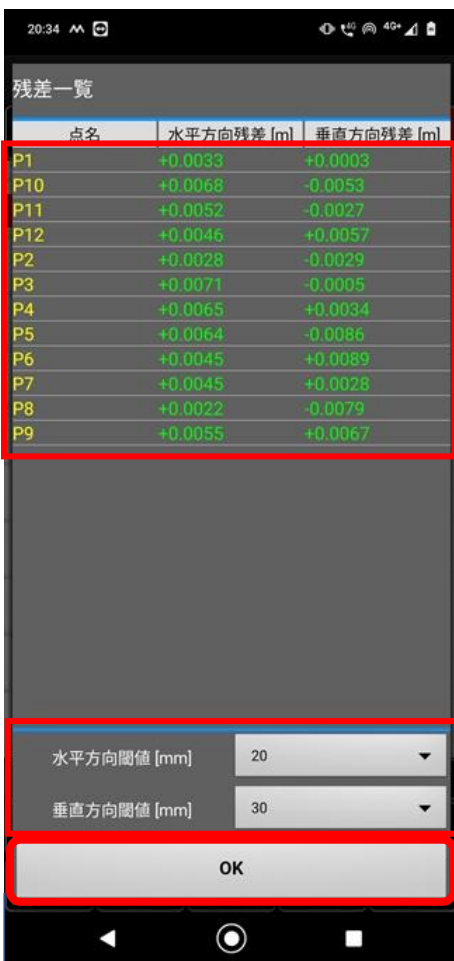 20:34 4G 4G+
残差一覧
点名 水平方向残差 [m] 垂直方向残差 [m]
P1 +0.0033 +0.0003
P10 +0.0068 -0.0053
P11 +0.0052 -0.0027
P12 +0.0046 +0.0057
P2 +0.0028 -0.0029
P3 +0.0071 -0.0005
P4 +0.0065 +0.0034
P5 +0.0064 -0.0086
P6 +0.0045 +0.0089
P7 +0.0045 +0.0028
P8 +0.0022 -0.0079
P9 +0.0055 +0.0067
水平方向閾値 [mm] 20
垂直方向閾値 [mm] 30
OK